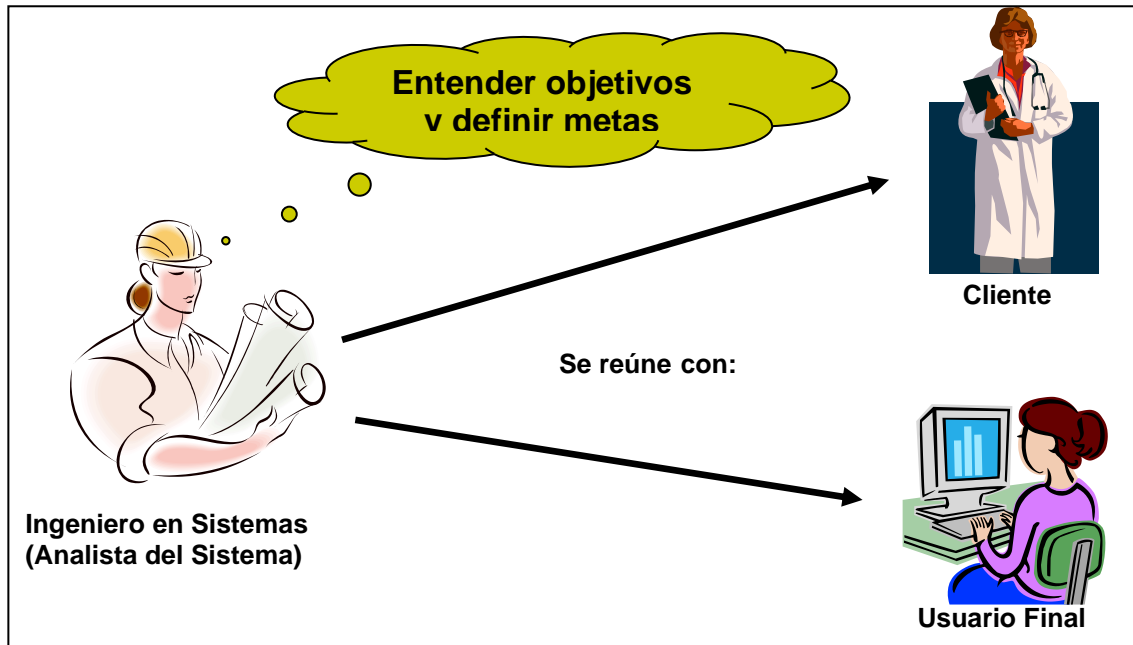 Entender objetivos
y definir metas
Cliente
Se reúne con:
Ingeniero en Sistemas
(Analista del Sistema)
Usuario Final